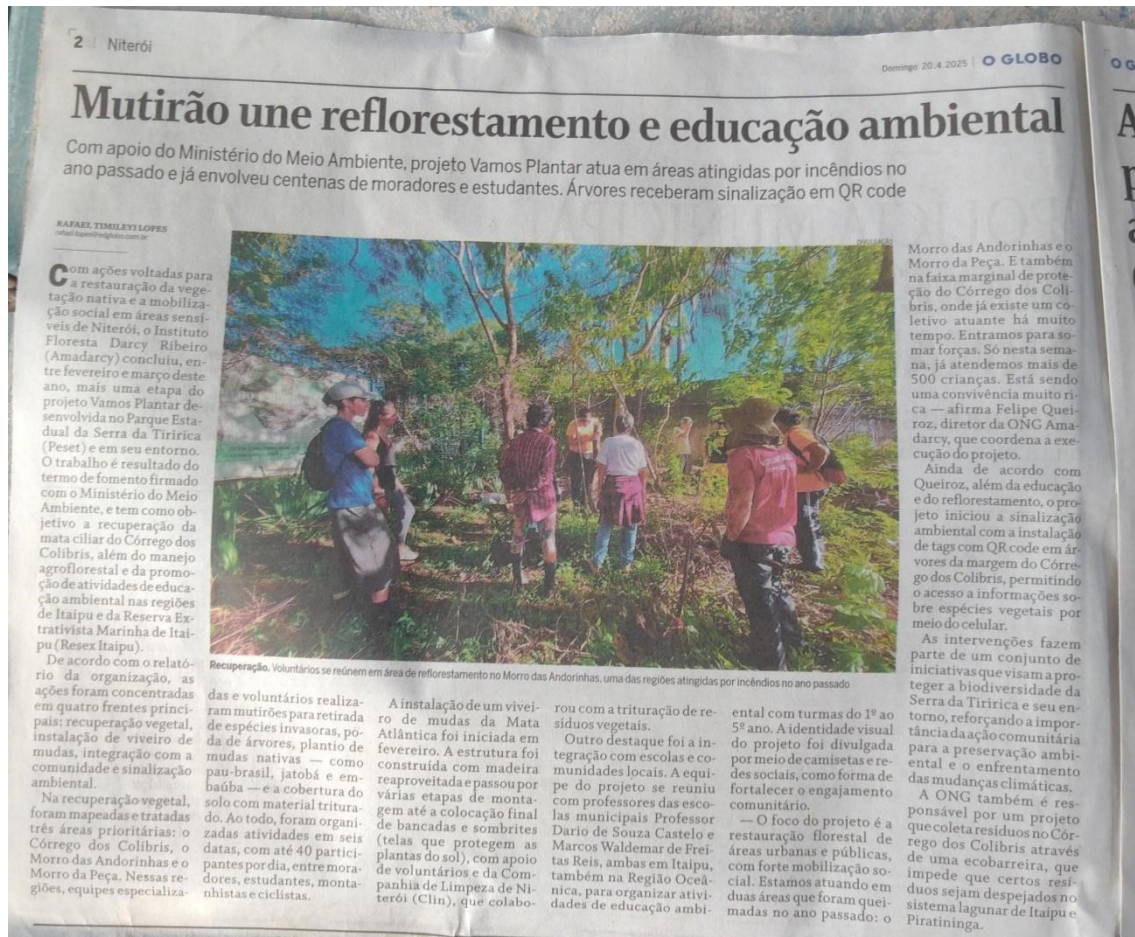 2 | Niterói
Domingo 20.4.2025 | O GLOBO
Mutirão une reflorestamento e educação ambiental
Com apoio do Ministério do Meio Ambiente, projeto Vamos Plantar atua em áreas atingidas por incêndios no
ano passado e já envolveu centenas de moradores e estudantes. Árvores receberam sinalização em QR code
RAFAEL TIMILEYI LOPES
rafael.lopes@edglobo.com.br
Com ações voltadas para
a restauração da vege-
tação nativa e a mobiliza-
ção social em áreas sensí-
veis de Niterói, o Instituto
Floresta Darcy Ribeiro
(Amadarcy) concluiu, en-
tre fevereiro e março deste
ano, mais uma etapa do
projeto Vamos Plantar de-
senvolvida no Parque Esta-
dual da Serra da Tiririca
(Peset) e em seu entorno.
O trabalho é resultado do
termo de fomento firmado
com o Ministério do Meio
Ambiente, e tem como ob-
jetivo a recuperação da
mata ciliar do Córrego dos
Colibris, além do manejo
agroflorestal e da promo-
ção de atividades de educa-
ção ambiental nas regiões
de Itaipu e da Reserva Ex-
trativista Marinha de Itai-
pu (Resex Itaipu).
De acordo com o relató-
rio da organização, as
ações foram concentradas
em quatro frentes princi-
pais: recuperação vegetal,
instalação de viveiro de
mudas, integração com a
comunidade e sinalização
ambiental.
Na recuperação vegetal,
foram mapeadas e tratadas
três áreas prioritárias: o
Córrego dos Colibris, o
Morro das Andorinhas e o
Morro da Peça. Nessas re-
giões, equipes especializa-
DIVULGAÇÃO
Recuperação. Voluntários se reúnem em área de reflorestamento no Morro das Andorinhas, uma das regiões atingidas por incêndios no ano passado
das e voluntários realiza-
ram mutirões para retirada
de espécies invasoras, po-
da de árvores, plantio de
mudas nativas — como
pau-brasil, jatobá e em-
baúba — e a cobertura do
solo com material tritura-
do. Ao todo, foram organi-
zadas atividades em seis
datas, com até 40 partici-
pantes por dia, entre mora-
dores, estudantes, monta-
nhistas e ciclistas.
A instalação de um vivei-
ro de mudas da Mata
Atlântica foi iniciada em
fevereiro. A estrutura foi
construída com madeira
reaproveitada e passou por
várias etapas de monta-
gem até a colocação final
de bancadas e sombrites
(telas que protegem as
plantas do sol), com apoio
de voluntários e da Com-
panhia de Limpeza de Ni-
terói (Clin), que colabo-
rou com a trituração de re-
síduos vegetais.
Outro destaque foi a in-
tegração com escolas e co-
munidades locais. A equi-
pe do projeto se reuniu
com professores das esco-
las municipais Professor
Dario de Souza Castelo e
Marcos Waldemar de Frei-
tas Reis, ambas em Itaipu,
também na Região Oceâ-
nica, para organizar ativi-
dades de educação ambi-
ental com turmas do 1º ao
5º ano. A identidade visual
do projeto foi divulgada
por meio de camisetas e re-
des sociais, como forma de
fortalecer o engajamento
comunitário.
— O foco do projeto é a
restauração florestal de
áreas urbanas e públicas,
com forte mobilização so-
cial. Estamos atuando em
duas áreas que foram quei-
madas no ano passado: o
Morro das Andorinhas e o
Morro da Peça. E também
na faixa marginal de prote-
ção do Córrego dos Coli-
bris, onde já existe um co-
letivo atuante há muito
tempo. Entramos para so-
mar forças. Só nesta sema-
na, já atendemos mais de
500 crianças. Está sendo
uma convivência muito ri-
ca — afirma Felipe Quei-
roz, diretor da ONG Ama-
darcy, que coordena a exe-
cução do projeto.
Ainda de acordo com
Queiroz, além da educação
e do reflorestamento, o pro-
jeto iniciou a sinalização
ambiental com a instalação
de tags com QR code em ár-
vores da margem do Córre-
go dos Colibris, permitindo
o acesso a informações so-
bre espécies vegetais por
meio do celular.
As intervenções fazem
parte de um conjunto de
iniciativas que visam a pro-
teger a biodiversidade da
Serra da Tiririca e seu en-
torno, reforçando a impor-
tância da ação comunitária
para a preservação ambi-
ental e o enfrentamento
das mudanças climáticas.
A ONG também é res-
ponsável por um projeto
que coleta resíduos no Cór-
rego dos Colibris através
de uma ecobarreira, que
impede que certos resí-
duos sejam despejados no
sistema lagunar de Itaipu e
Piratininga.